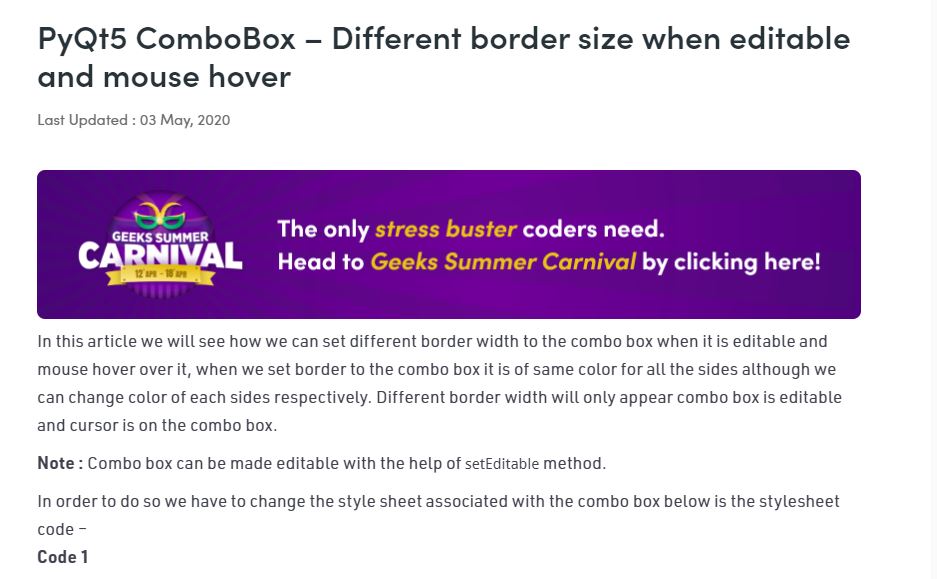 PyQt5 ComboBox – Different border size when editable
and mouse hover
Last Updated : 03 May, 2020
GEEKS SUMMER
CARNIVAL
12 APR - 18 APR
The only stress buster coders need.
Head to Geeks Summer Carnival by clicking here!
In this article we will see how we can set different border width to the combo box when it is editable and
mouse hover over it, when we set border to the combo box it is of same color for all the sides although we
can change color of each sides respectively. Different border width will only appear combo box is editable
and cursor is on the combo box.
Note : Combo box can be made editable with the help of setEditable method.
In order to do so we have to change the style sheet associated with the combo box below is the stylesheet
code –
Code 1